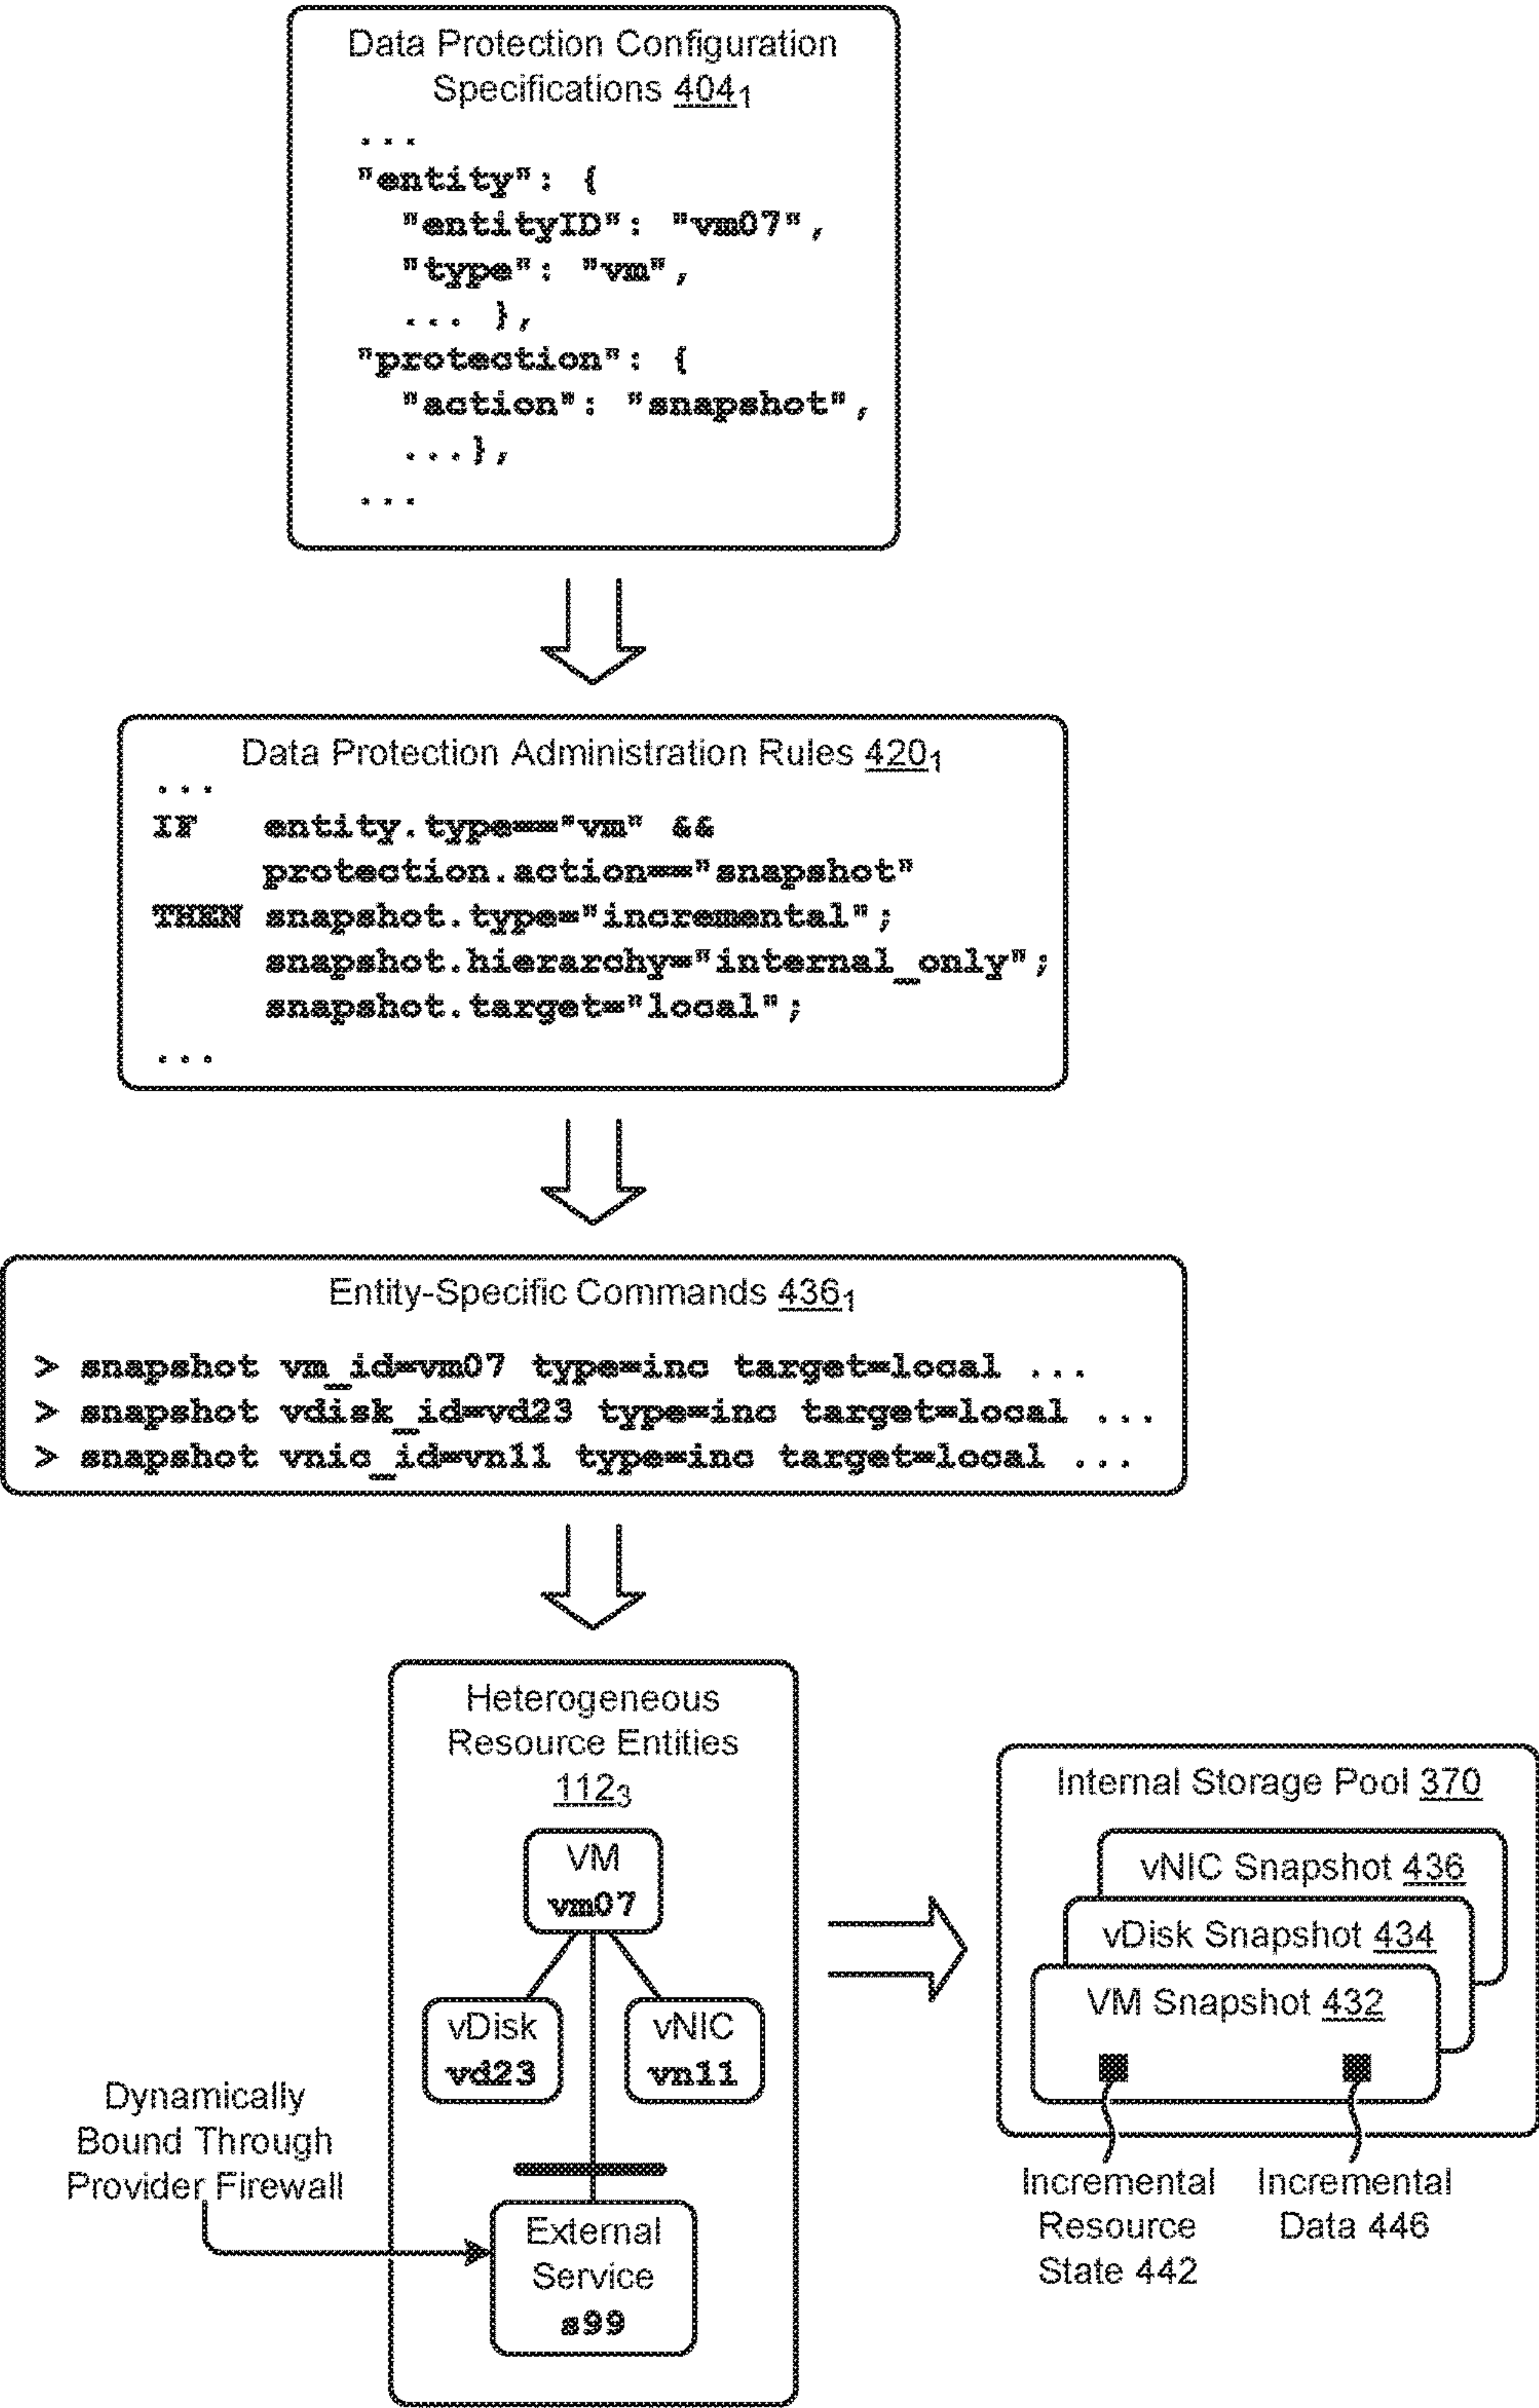 Data Protection Configuration
Specifications 404₁
...
"entity": {
"entityID": "vm07",
"type": "vm",
... },
"protection": {
"action": "snapshot",
...},
...
Data Protection Administration Rules 420₁
...
IF entity.type=="vm" &&
protection.action=="snapshot"
THEN snapshot.type="incremental";
snapshot.hierarchy="internal_only";
snapshot.target="local";
...
Entity-Specific Commands 436₁
> snapshot vm_id=vm07 type=inc target=local ...
> snapshot vdisk_id=vd23 type=inc target=local ...
> snapshot vnic_id=vn11 type=inc target=local ...
Heterogeneous
Resource Entities
112₃
VM
vm07
vDisk
vd23
vNIC
vn11
External
Service
s99
Dynamically
Bound Through
Provider Firewall
Internal Storage Pool 370
vNIC Snapshot 436
vDisk Snapshot 434
VM Snapshot 432
Incremental
Resource
State 442
Incremental
Data 446